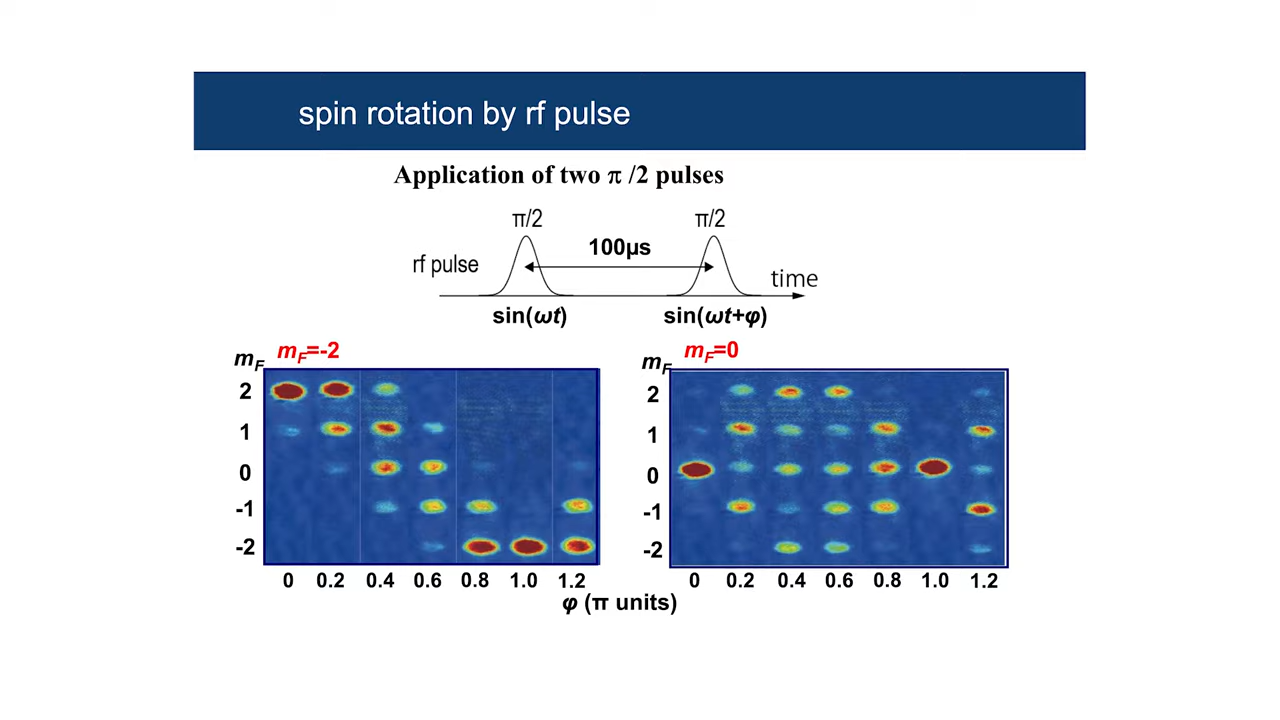 spin rotation by rf pulse
Application of two π /2 pulses
π/2 π/2
100μs
rf pulse
time
sin(ωt) sin(ωt+φ)
mF mF=-2
2
1
0
-1
-2
0 0.2 0.4 0.6 0.8 1.0 1.2
mF mF=0
2
1
0
-1
-2
0 0.2 0.4 0.6 0.8 1.0 1.2
φ (π units)